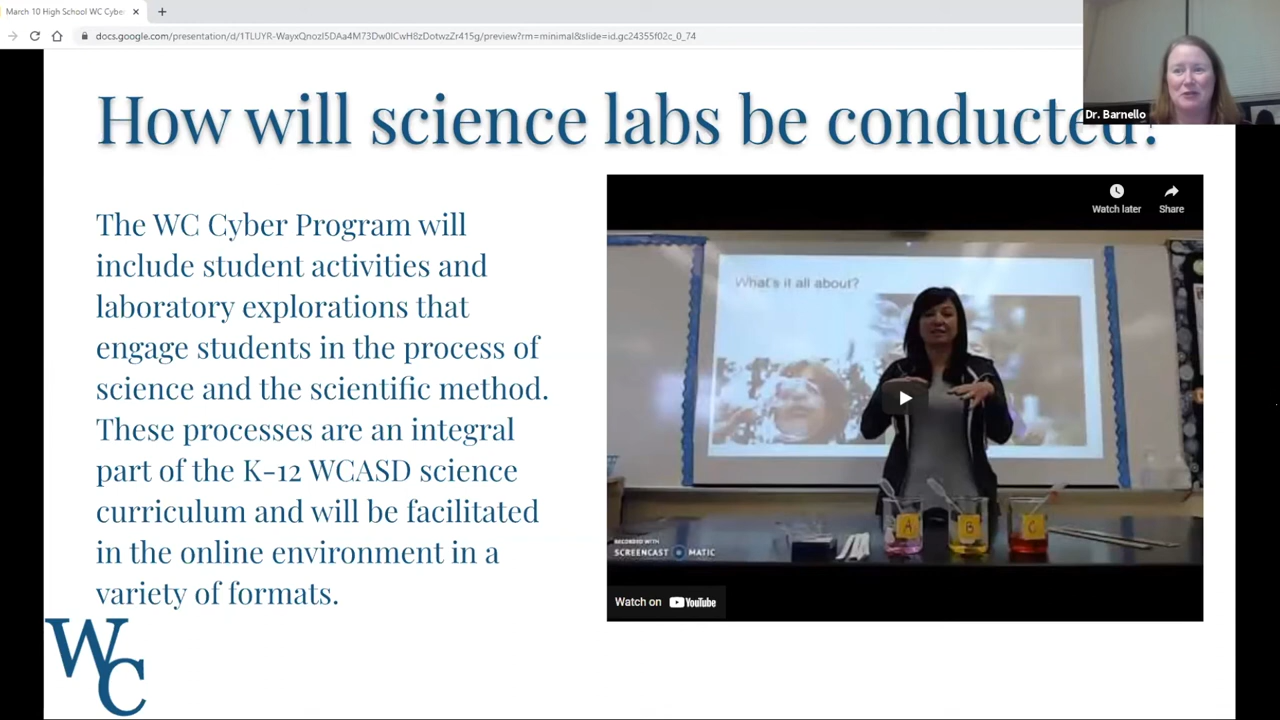 March 10 High School WC Cyber
docs.google.com/presentation/d/1TLUYR-WayxQnozI5DAa4M73Dw0ICwH8zDotwzZr415g/preview?rm=minimal&slide=id.gc24355f02c_0_74
Dr. Barnello
How will science labs be conducted?
The WC Cyber Program will
include student activities and
laboratory explorations that
engage students in the process of
science and the scientific method.
These processes are an integral
part of the K-12 WCASD science
curriculum and will be facilitated
in the online environment in a
variety of formats.
Watch later
Share
What's it all about?
A
B
C
RECORDED WITH
SCREENCAST MATIC
Watch on YouTube
WC